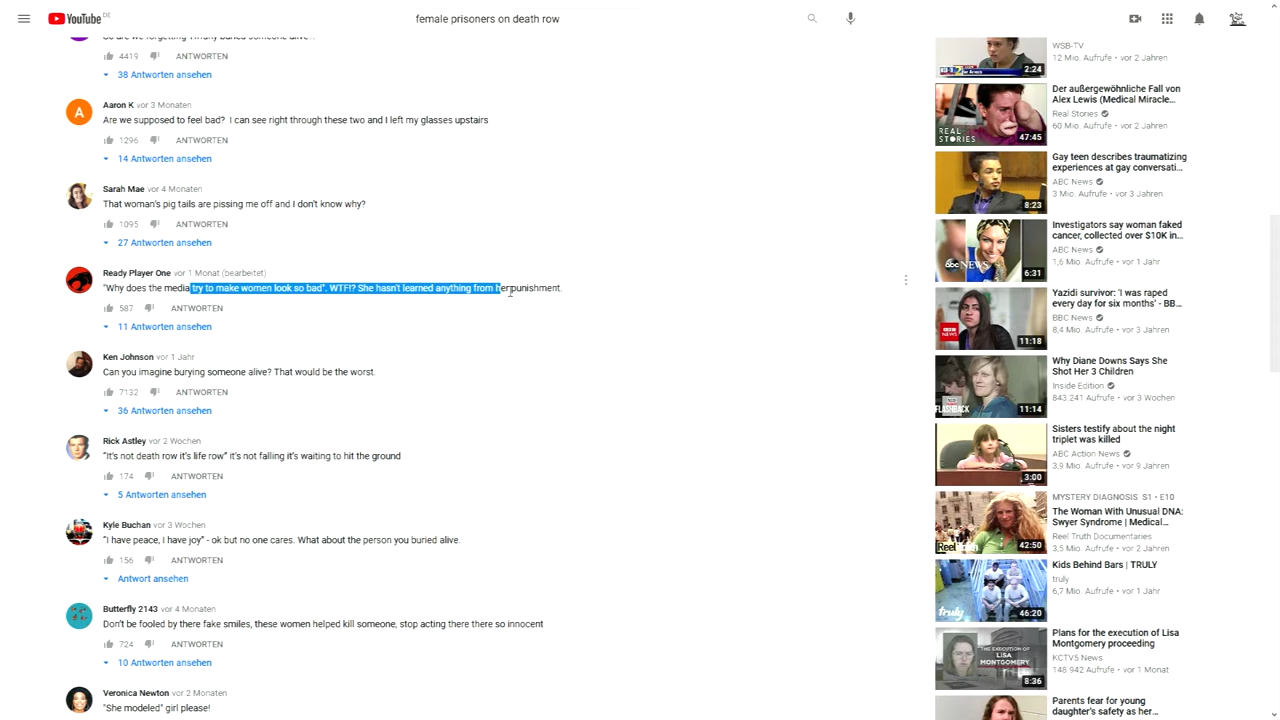 YouTube DE
female prisoners on death row
4419 ANTWORTEN
38 Antworten ansehen
Aaron K vor 3 Monaten
Are we supposed to feel bad? I can see right through these two and I left my glasses upstairs
1296 ANTWORTEN
14 Antworten ansehen
Sarah Mae vor 4 Monaten
That woman's pig tails are pissing me off and I don't know why?
1095 ANTWORTEN
27 Antworten ansehen
Ready Player One vor 1 Monat (bearbeitet)
"Why does the media try to make women look so bad". WTF!? She hasn't learned anything from her punishment.
587 ANTWORTEN
11 Antworten ansehen
Ken Johnson vor 1 Jahr
Can you imagine burying someone alive? That would be the worst.
7132 ANTWORTEN
36 Antworten ansehen
Rick Astley vor 2 Wochen
"It's not death row it's life row" it's not falling it's waiting to hit the ground
174 ANTWORTEN
5 Antworten ansehen
Kyle Buchan vor 3 Wochen
"I have peace, I have joy" - ok but no one cares. What about the person you buried alive.
156 ANTWORTEN
Antwort ansehen
Butterfly 2143 vor 4 Monaten
Don't be fooled by there fake smiles, these women helped kill someone, stop acting there there so innocent
724 ANTWORTEN
10 Antworten ansehen
Veronica Newton vor 2 Monaten
"She modeled" girl please!
2:24
WSB-TV
12 Mio. Aufrufe • vor 2 Jahren
REAL
STORIES
47:45
Der außergewöhnliche Fall von
Alex Lewis (Medical Miracle...
Real Stories
60 Mio. Aufrufe • vor 2 Jahren
8:23
Gay teen describes traumatizing
experiences at gay conversati...
ABC News
3 Mio. Aufrufe • vor 3 Jahren
abc NEWS
6:31
Investigators say woman faked
cancer, collected over $10K in...
ABC News
1,6 Mio. Aufrufe • vor 3 Jahren
BBC
NEWS
11:18
Yazidi survivor: 'I was raped
every day for six months' - BB...
BBC News
8,4 Mio. Aufrufe • vor 3 Jahren
FLASHBACK
11:14
Why Diane Downs Says She
Shot Her 3 Children
Inside Edition
843.241 Aufrufe • vor 3 Wochen
3:00
Sisters testify about the night
triplet was killed
ABC Action News
3,9 Mio. Aufrufe • vor 9 Jahren
Reel Truth
42:50
MYSTERY DIAGNOSIS S1 • E10
The Woman With Unusual DNA:
Swyer Syndrome | Medical...
Reel Truth Documentaries
3,5 Mio. Aufrufe • vor 2 Jahren
truly
46:20
Kids Behind Bars | TRULY
truly
6,7 Mio. Aufrufe • vor 1 Jahr
THE EXECUTION OF
LISA
MONTGOMERY
8:36
Plans for the execution of Lisa
Montgomery proceeding
KCTV5 News
148.942 Aufrufe • vor 1 Monat
Parents fear for young
daughter's safety as her...